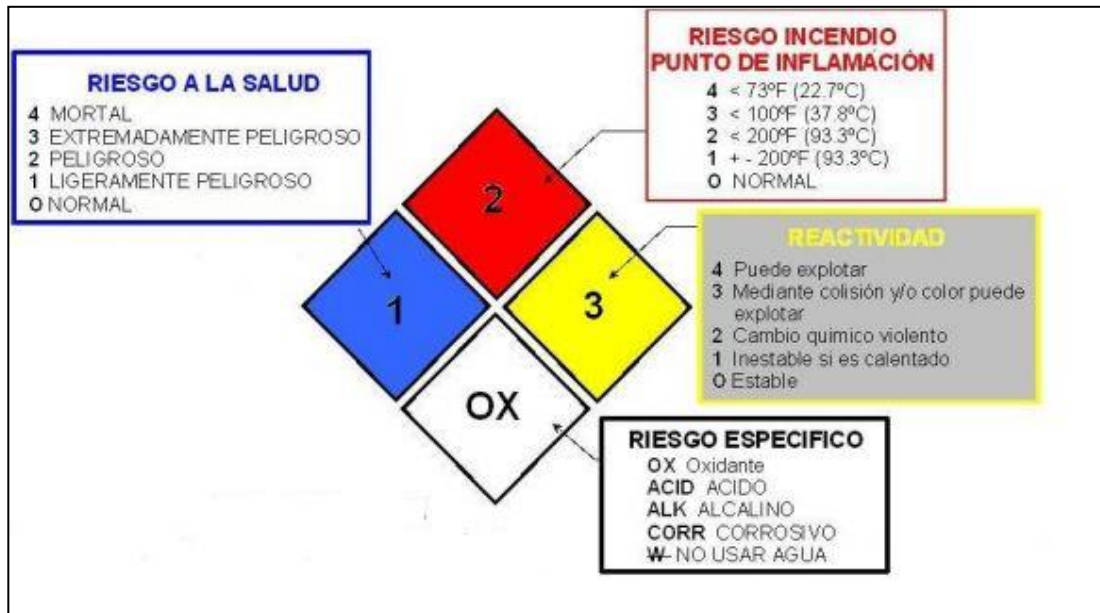 RIESGO A LA SALUD
4 MORTAL
3 EXTREMADAMENTE PELIGROSO
2 PELIGROSO
1 LIGERAMENTE PELIGROSO
0 NORMAL
RIESGO INCENDIO
PUNTO DE INFLAMACIÓN
4 < 73ºF (22.7ºC)
3 < 100ºF (37.8ºC)
2 < 200ºF (93.3ºC)
1 + - 200ºF (93.3ºC)
0 NORMAL
2
1
3
OX
REACTIVIDAD
4 Puede explotar
3 Mediante colisión y/o color puede
explotar
2 Cambio quimico violento
1 Inestable si es calentado
0 Estable
RIESGO ESPECIFICO
OX Oxidante
ACID ACIDO
ALK ALCALINO
CORR CORROSIVO
W NO USAR AGUA